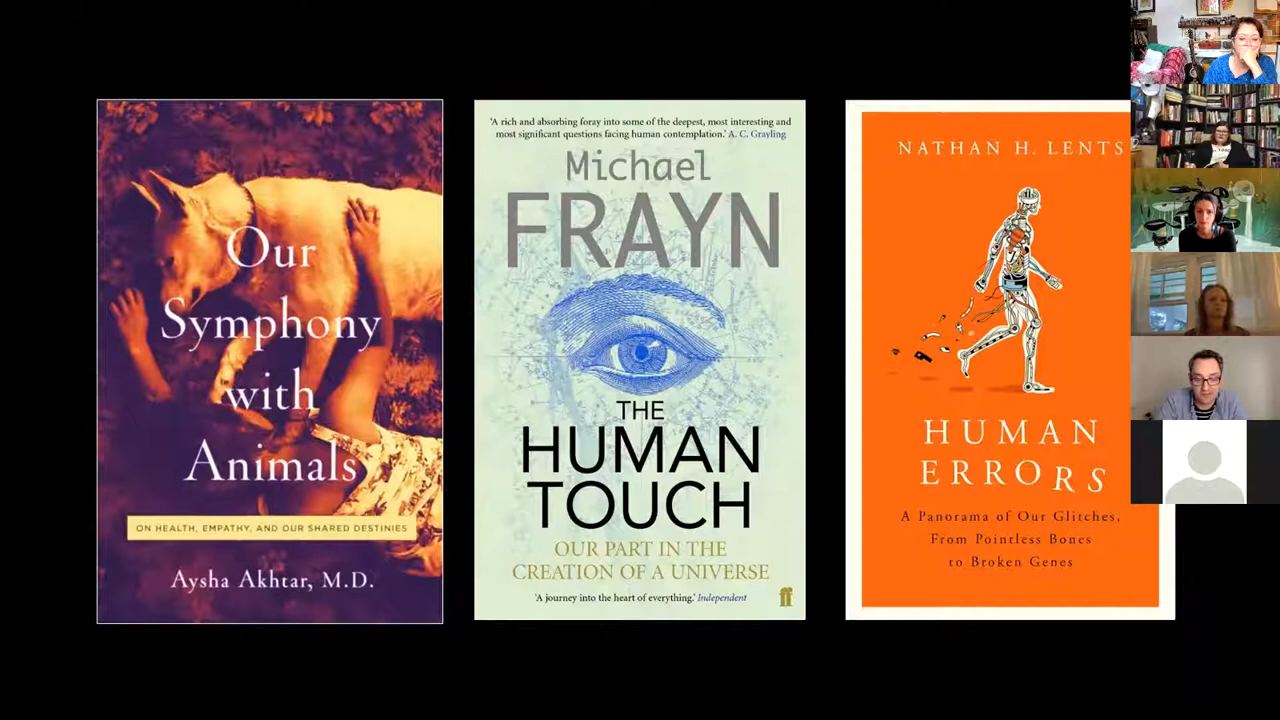 Our
Symphony
with
Animals
ON HEALTH, EMPATHY, AND OUR SHARED DESTINIES
Aysha Akhtar, M.D.
'A rich and absorbing foray into some of the deepest, most interesting and
most significant questions facing human contemplation.' A. C. Grayling
Michael
FRAYN
THE
HUMAN
TOUCH
OUR PART IN THE
CREATION OF A UNIVERSE
'A journey into the heart of everything.' Independent
ff
NATHAN H. LENTS
HUMAN
ERRORS
A Panorama of Our Glitches,
From Pointless Bones
to Broken Genes